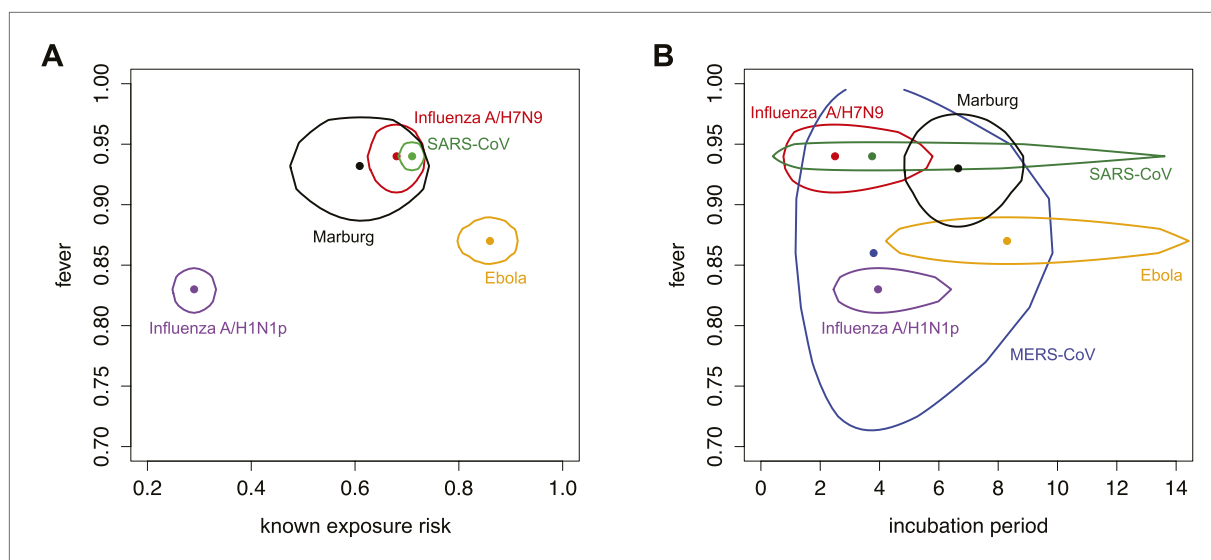 A
B
1.00
0.95
0.90
0.85
0.80
0.75
0.70
fever
Influenza A/H7N9
SARS-CoV
Marburg
Ebola
Influenza A/H1N1p
0.2
0.4
0.6
0.8
1.0
known exposure risk
1.00
0.95
0.90
0.85
0.80
0.75
0.70
fever
Marburg
Influenza A/H7N9
SARS-CoV
Ebola
Influenza A/H1N1p
MERS-CoV
0
2
4
6
8
10
12
14
incubation period